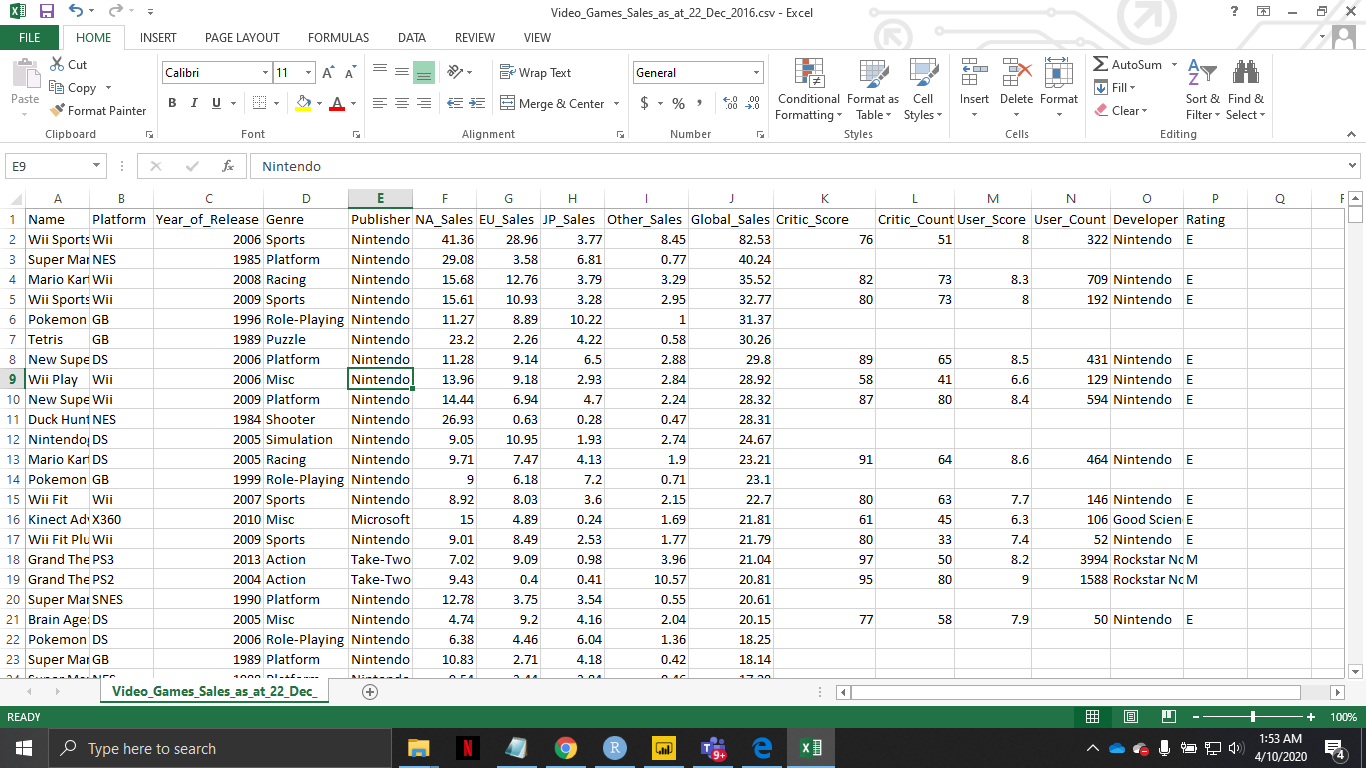 Video_Games_Sales_as_at_22_Dec_2016.csv - Excel
FILE HOME INSERT PAGE LAYOUT FORMULAS DATA REVIEW VIEW
Cut
Copy
Format Painter
Paste
Clipboard
Calibri 11
B I U
Font
Wrap Text
Merge & Center
Alignment
General
$ % ,
Number
Conditional Formatting
Format as Table
Cell Styles
Styles
Insert Delete Format
Cells
AutoSum
Fill
Clear
Sort & Filter
Find & Select
Editing
E9 fx Nintendo
A B C D E F G H I J K L M N O P Q
1 Name Platform Year_of_Release Genre Publisher NA_Sales EU_Sales JP_Sales Other_Sales Global_Sales Critic_Score Critic_Count User_Score User_Count Developer Rating
2 Wii Sports Wii 2006 Sports Nintendo 41.36 28.96 3.77 8.45 82.53 76 51 8 322 Nintendo E
3 Super Mar NES 1985 Platform Nintendo 29.08 3.58 6.81 0.77 40.24
4 Mario Kart Wii 2008 Racing Nintendo 15.68 12.76 3.79 3.29 35.52 82 73 8.3 709 Nintendo E
5 Wii Sports Wii 2009 Sports Nintendo 15.61 10.93 3.28 2.95 32.77 80 73 8 192 Nintendo E
6 Pokemon GB 1996 Role-Playing Nintendo 11.27 8.89 10.22 1 31.37
7 Tetris GB 1989 Puzzle Nintendo 23.2 2.26 4.22 0.58 30.26
8 New Supe DS 2006 Platform Nintendo 11.28 9.14 6.5 2.88 29.8 89 65 8.5 431 Nintendo E
9 Wii Play Wii 2006 Misc Nintendo 13.96 9.18 2.93 2.84 28.92 58 41 6.6 129 Nintendo E
10 New Supe Wii 2009 Platform Nintendo 14.44 6.94 4.7 2.24 28.32 87 80 8.4 594 Nintendo E
11 Duck Hunt NES 1984 Shooter Nintendo 26.93 0.63 0.28 0.47 28.31
12 Nintendog DS 2005 Simulation Nintendo 9.05 10.95 1.93 2.74 24.67
13 Mario Kart DS 2005 Racing Nintendo 9.71 7.47 4.13 1.9 23.21 91 64 8.6 464 Nintendo E
14 Pokemon GB 1999 Role-Playing Nintendo 9 6.18 7.2 0.71 23.1
15 Wii Fit Wii 2007 Sports Nintendo 8.92 8.03 3.6 2.15 22.7 80 63 7.7 146 Nintendo E
16 Kinect Adv X360 2010 Misc Microsoft 15 4.89 0.24 1.69 21.81 61 45 6.3 106 Good Scien E
17 Wii Fit Plu Wii 2009 Sports Nintendo 9.01 8.49 2.53 1.77 21.79 80 33 7.4 52 Nintendo E
18 Grand The PS3 2013 Action Take-Two 7.02 9.09 0.98 3.96 21.04 97 50 8.2 3994 Rockstar No M
19 Grand The PS2 2004 Action Take-Two 9.43 0.4 0.41 10.57 20.81 95 80 9 1588 Rockstar No M
20 Super Mar SNES 1990 Platform Nintendo 12.78 3.75 3.54 0.55 20.61
21 Brain Age: DS 2005 Misc Nintendo 4.74 9.2 4.16 2.04 20.15 77 58 7.9 50 Nintendo E
22 Pokemon DS 2006 Role-Playing Nintendo 6.38 4.46 6.04 1.36 18.25
23 Super Mar GB 1989 Platform Nintendo 10.83 2.71 4.18 0.42 18.14
Video_Games_Sales_as_at_22_Dec_
READY 100%
Type here to search
N R 9+
1:53 AM
4/10/2020
4